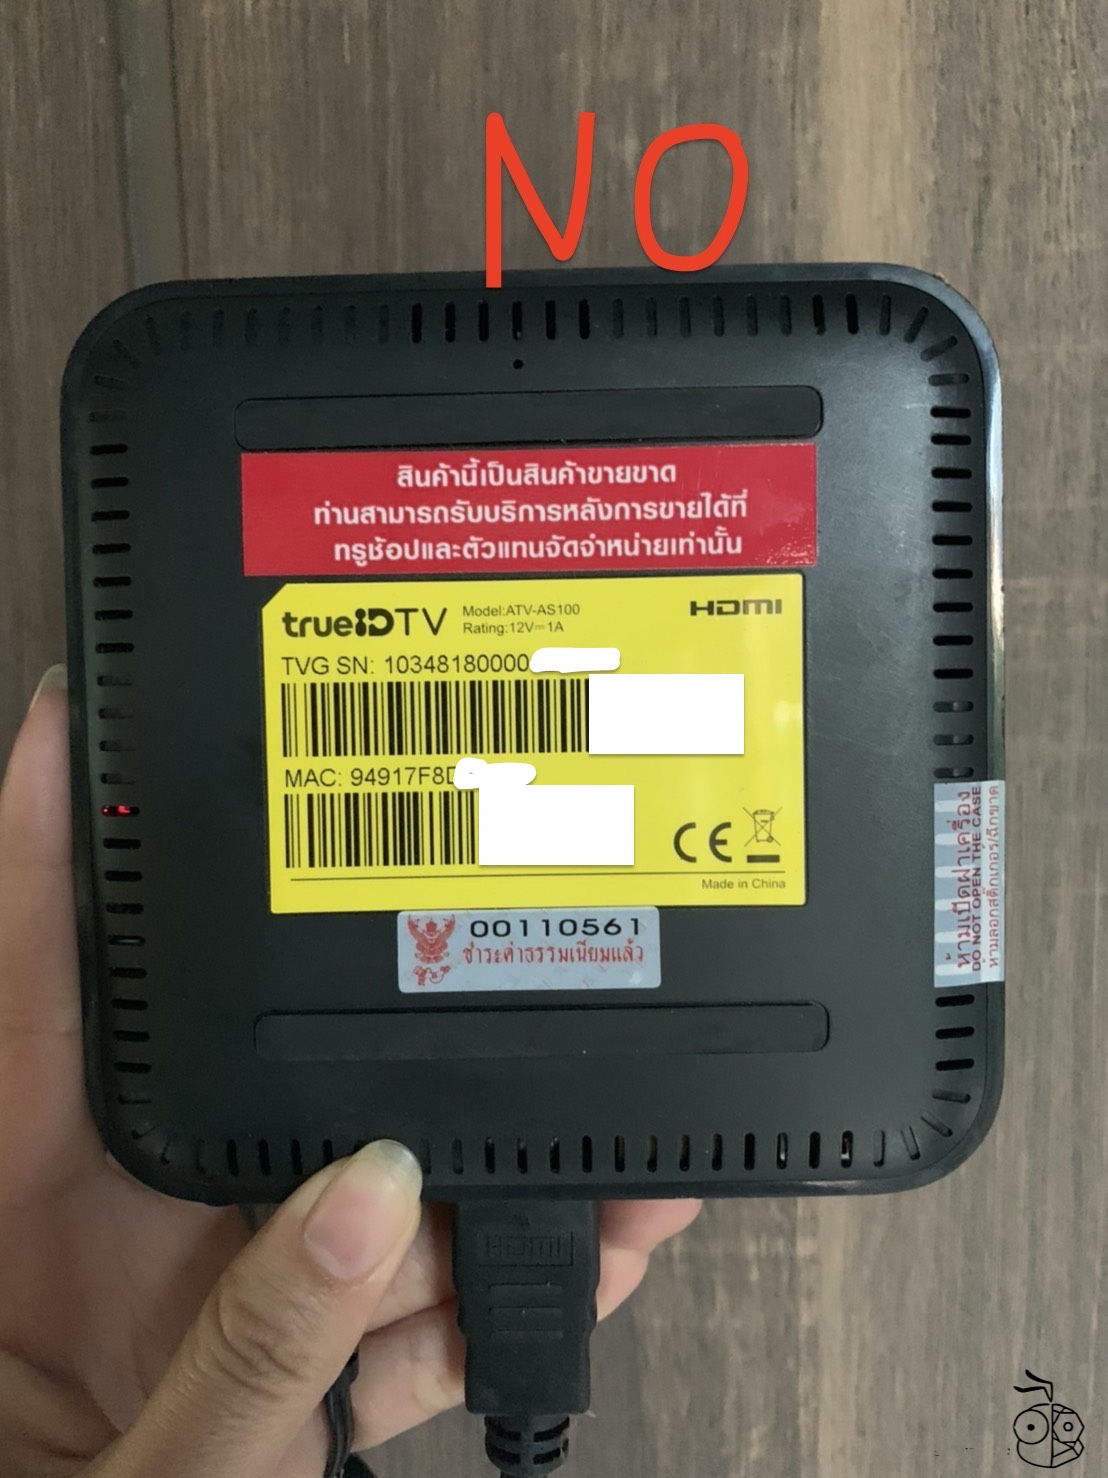 NO
สินค้านี้เป็นสินค้าขายขาด
ท่านสามารถรับบริการหลังการขายได้ที่
ทรูช้อปและตัวแทนจัดจำหน่ายเท่านั้น
trueID TV
Model:ATV-AS100
Rating:12V⎓1A
HDMI
TVG SN: 10348180000
MAC: 94917F8D
CE
Made in China
00110561
ชำระค่าธรรมเนียมแล้ว
ห้ามเปิดฝาเครื่อง
DO NOT OPEN THE CASE
ห้ามลอกสติ๊กเกอร์/ฉีกขาด
HDMI